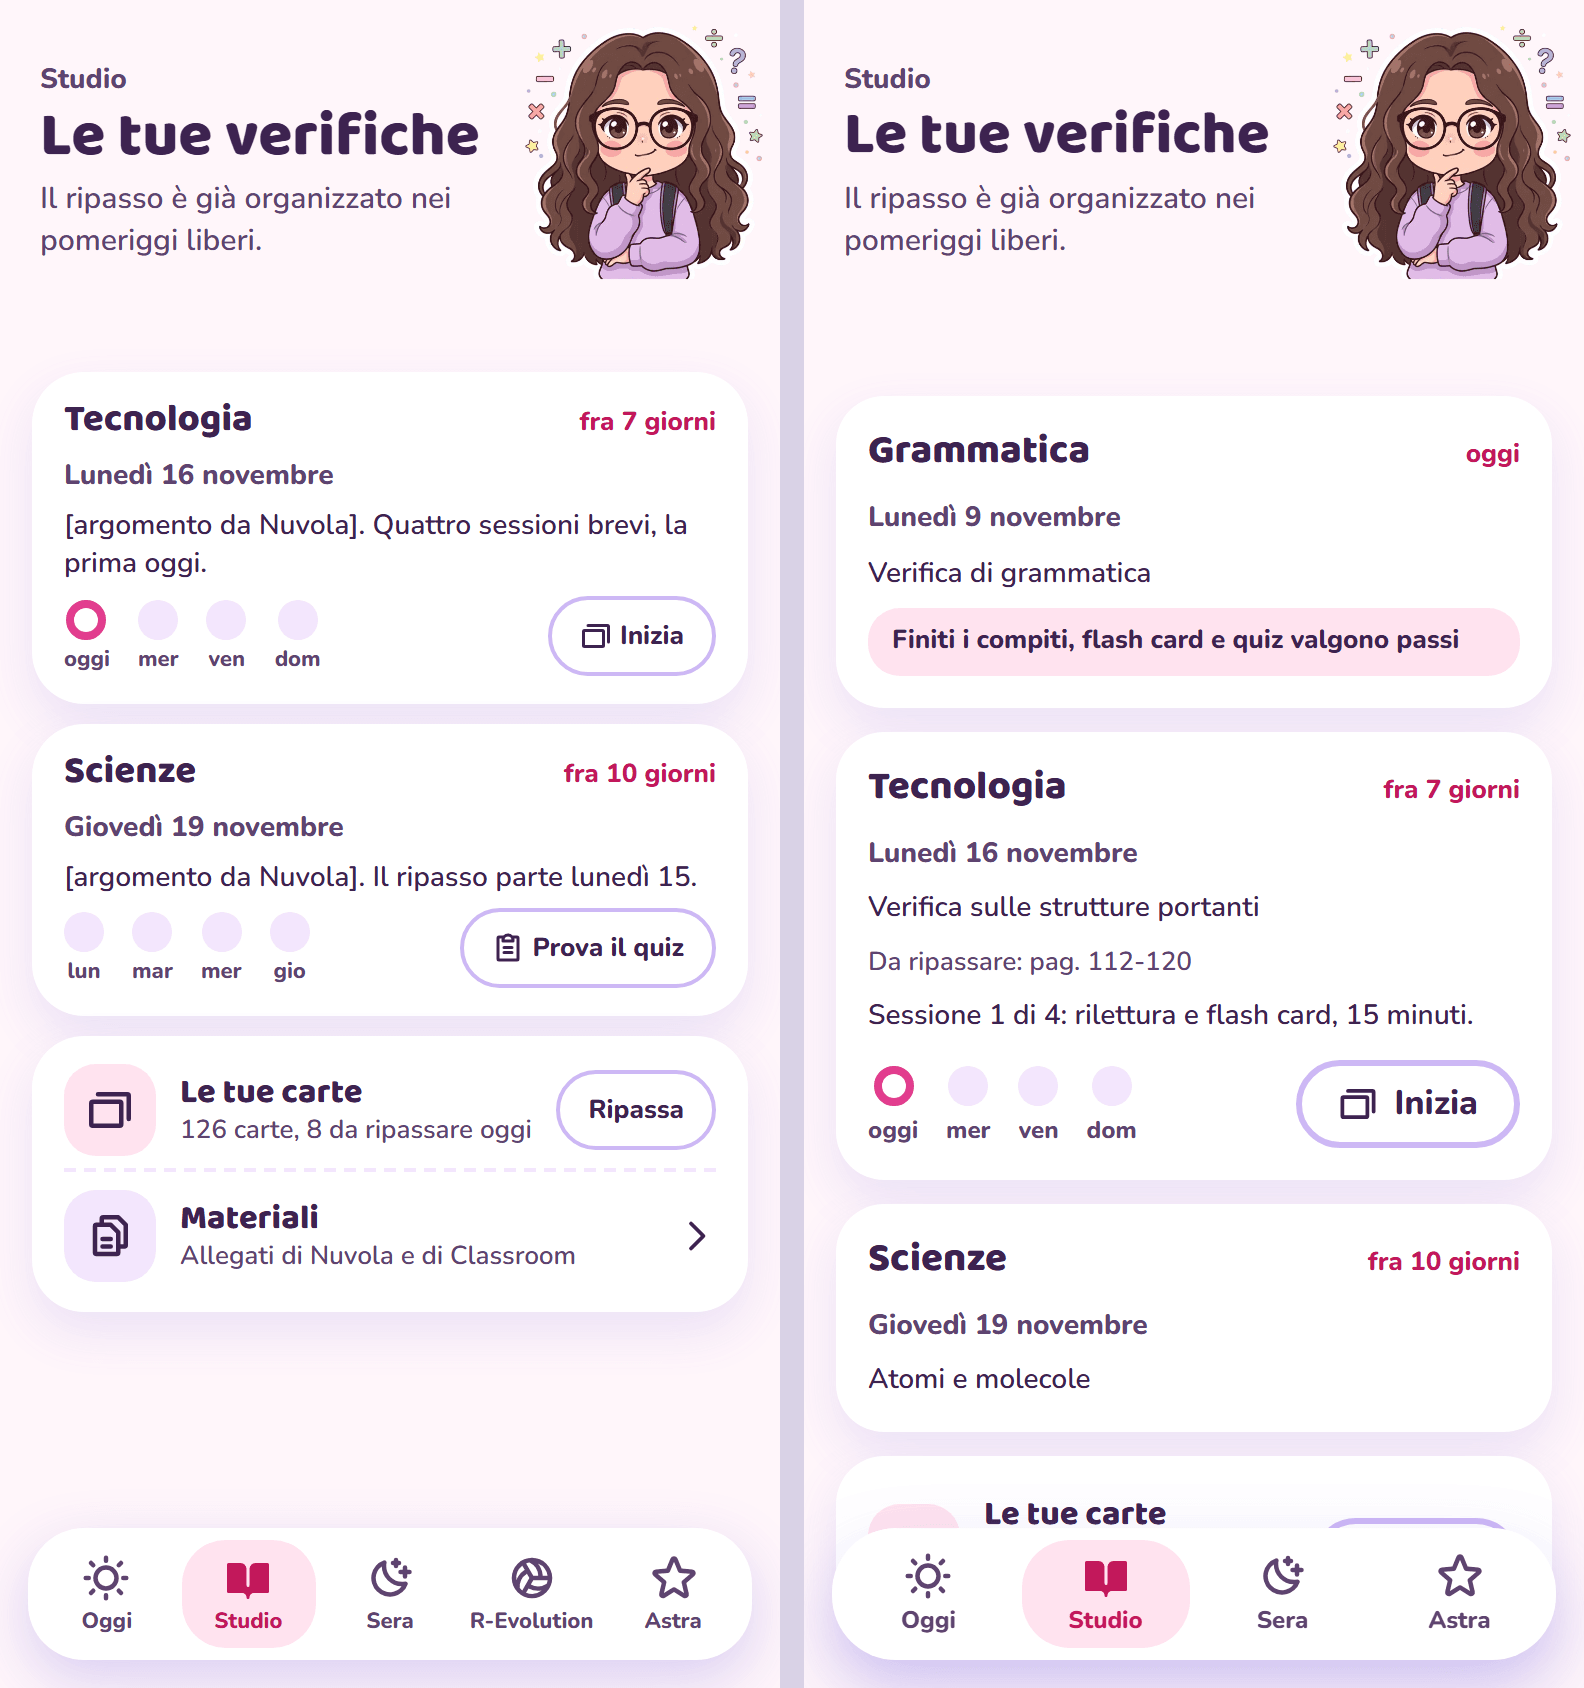 Studio
Le tue verifiche
Il ripasso è già organizzato nei
pomeriggi liberi.
Tecnologia
fra 7 giorni
Lunedì 16 novembre
[argomento da Nuvola]. Quattro sessioni brevi, la
prima oggi.
oggi mer ven dom
Inizia
Scienze
fra 10 giorni
Giovedì 19 novembre
[argomento da Nuvola]. Il ripasso parte lunedì 15.
lun mar mer gio
Prova il quiz
Le tue carte
126 carte, 8 da ripassare oggi
Ripassa
Materiali
Allegati di Nuvola e di Classroom
Oggi Studio Sera R-Evolution Astra
Studio
Le tue verifiche
Il ripasso è già organizzato nei
pomeriggi liberi.
Grammatica
oggi
Lunedì 9 novembre
Verifica di grammatica
Finiti i compiti, flash card e quiz valgono passi
Tecnologia
fra 7 giorni
Lunedì 16 novembre
Verifica sulle strutture portanti
Da ripassare: pag. 112-120
Sessione 1 di 4: rilettura e flash card, 15 minuti.
oggi mer ven dom
Inizia
Scienze
fra 10 giorni
Giovedì 19 novembre
Atomi e molecole
Le tue carte
Oggi Studio Sera Astra